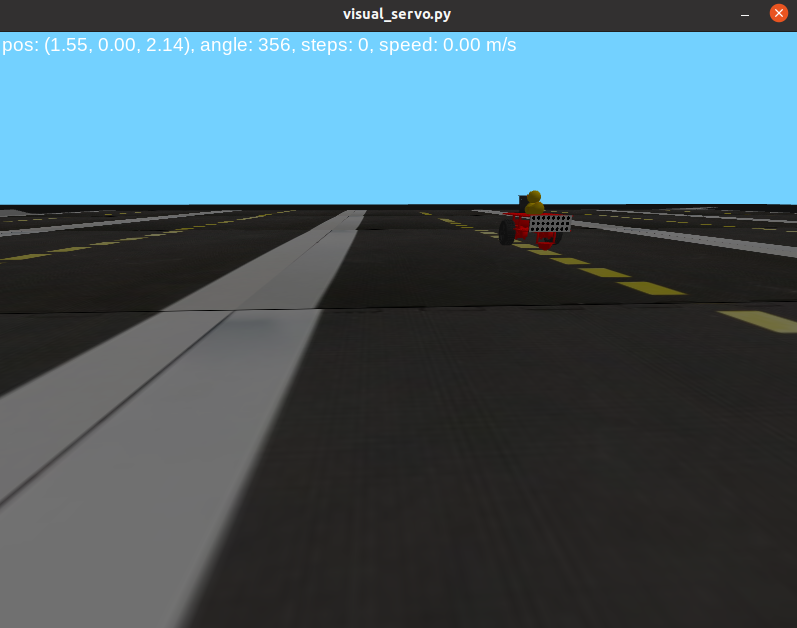 visual_servo.py
pos: (1.55, 0.00, 2.14), angle: 356, steps: 0, speed: 0.00 m/s